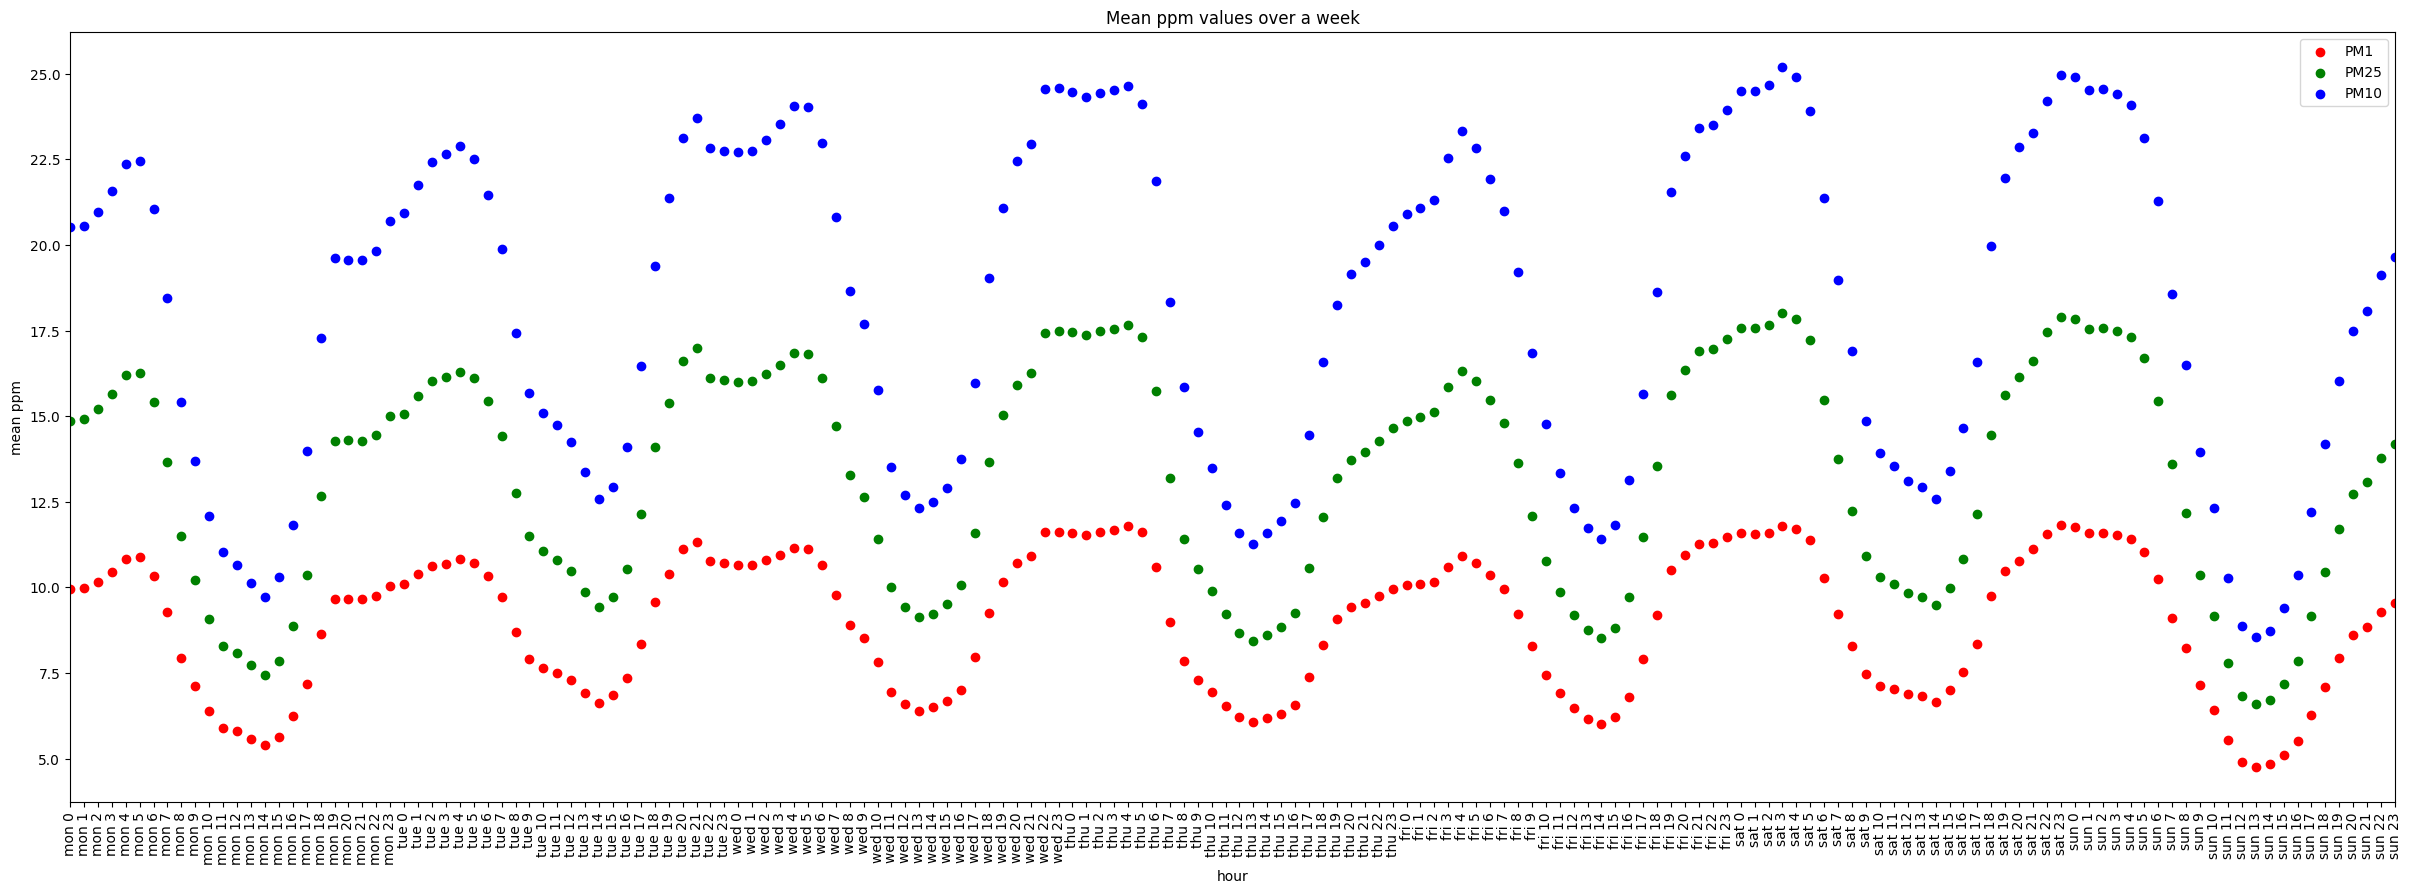 Mean ppm values over a week
PM1
PM25
PM10
25.0
22.5
20.0
17.5
15.0
12.5
10.0
7.5
5.0
mean ppm
mon 0
mon 1
mon 2
mon 3
mon 4
mon 5
mon 6
mon 7
mon 8
mon 9
mon 10
mon 11
mon 12
mon 13
mon 14
mon 15
mon 16
mon 17
mon 18
mon 19
mon 20
mon 21
mon 22
mon 23
tue 0
tue 1
tue 2
tue 3
tue 4
tue 5
tue 6
tue 7
tue 8
tue 9
tue 10
tue 11
tue 12
tue 13
tue 14
tue 15
tue 16
tue 17
tue 18
tue 19
tue 20
tue 21
tue 22
tue 23
wed 0
wed 1
wed 2
wed 3
wed 4
wed 5
wed 6
wed 7
wed 8
wed 9
wed 10
wed 11
wed 12
wed 13
wed 14
wed 15
wed 16
wed 17
wed 18
wed 19
wed 20
wed 21
wed 22
wed 23
thu 0
thu 1
thu 2
thu 3
thu 4
thu 5
thu 6
thu 7
thu 8
thu 9
thu 10
thu 11
thu 12
thu 13
thu 14
thu 15
thu 16
thu 17
thu 18
thu 19
thu 20
thu 21
thu 22
thu 23
fri 0
fri 1
fri 2
fri 3
fri 4
fri 5
fri 6
fri 7
fri 8
fri 9
fri 10
fri 11
fri 12
fri 13
fri 14
fri 15
fri 16
fri 17
fri 18
fri 19
fri 20
fri 21
fri 22
fri 23
sat 0
sat 1
sat 2
sat 3
sat 4
sat 5
sat 6
sat 7
sat 8
sat 9
sat 10
sat 11
sat 12
sat 13
sat 14
sat 15
sat 16
sat 17
sat 18
sat 19
sat 20
sat 21
sat 22
sat 23
sun 0
sun 1
sun 2
sun 3
sun 4
sun 5
sun 6
sun 7
sun 8
sun 9
sun 10
sun 11
sun 12
sun 13
sun 14
sun 15
sun 16
sun 17
sun 18
sun 19
sun 20
sun 21
sun 22
sun 23
hour